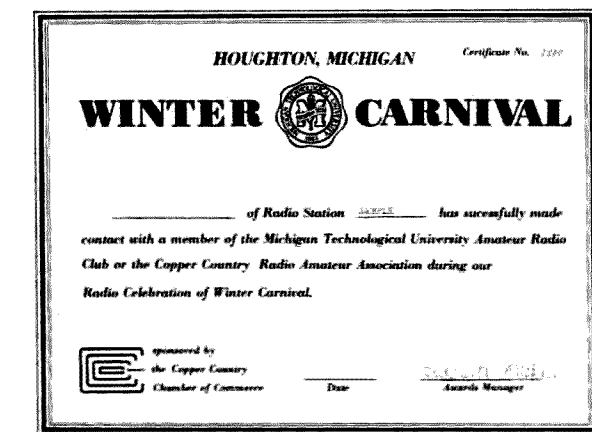 HOUGHTON, MICHIGAN
Certificate No.
WINTER CARNIVAL
of Radio Station SAMPLE has sucessfully made
contact with a member of the Michigan Technological University Amateur Radio
Club or the Copper Country Radio Amateur Association during our
Radio Celebration of Winter Carnival.
sponsored by
the Copper Country
Chamber of Commerce
Date
Awards Manager